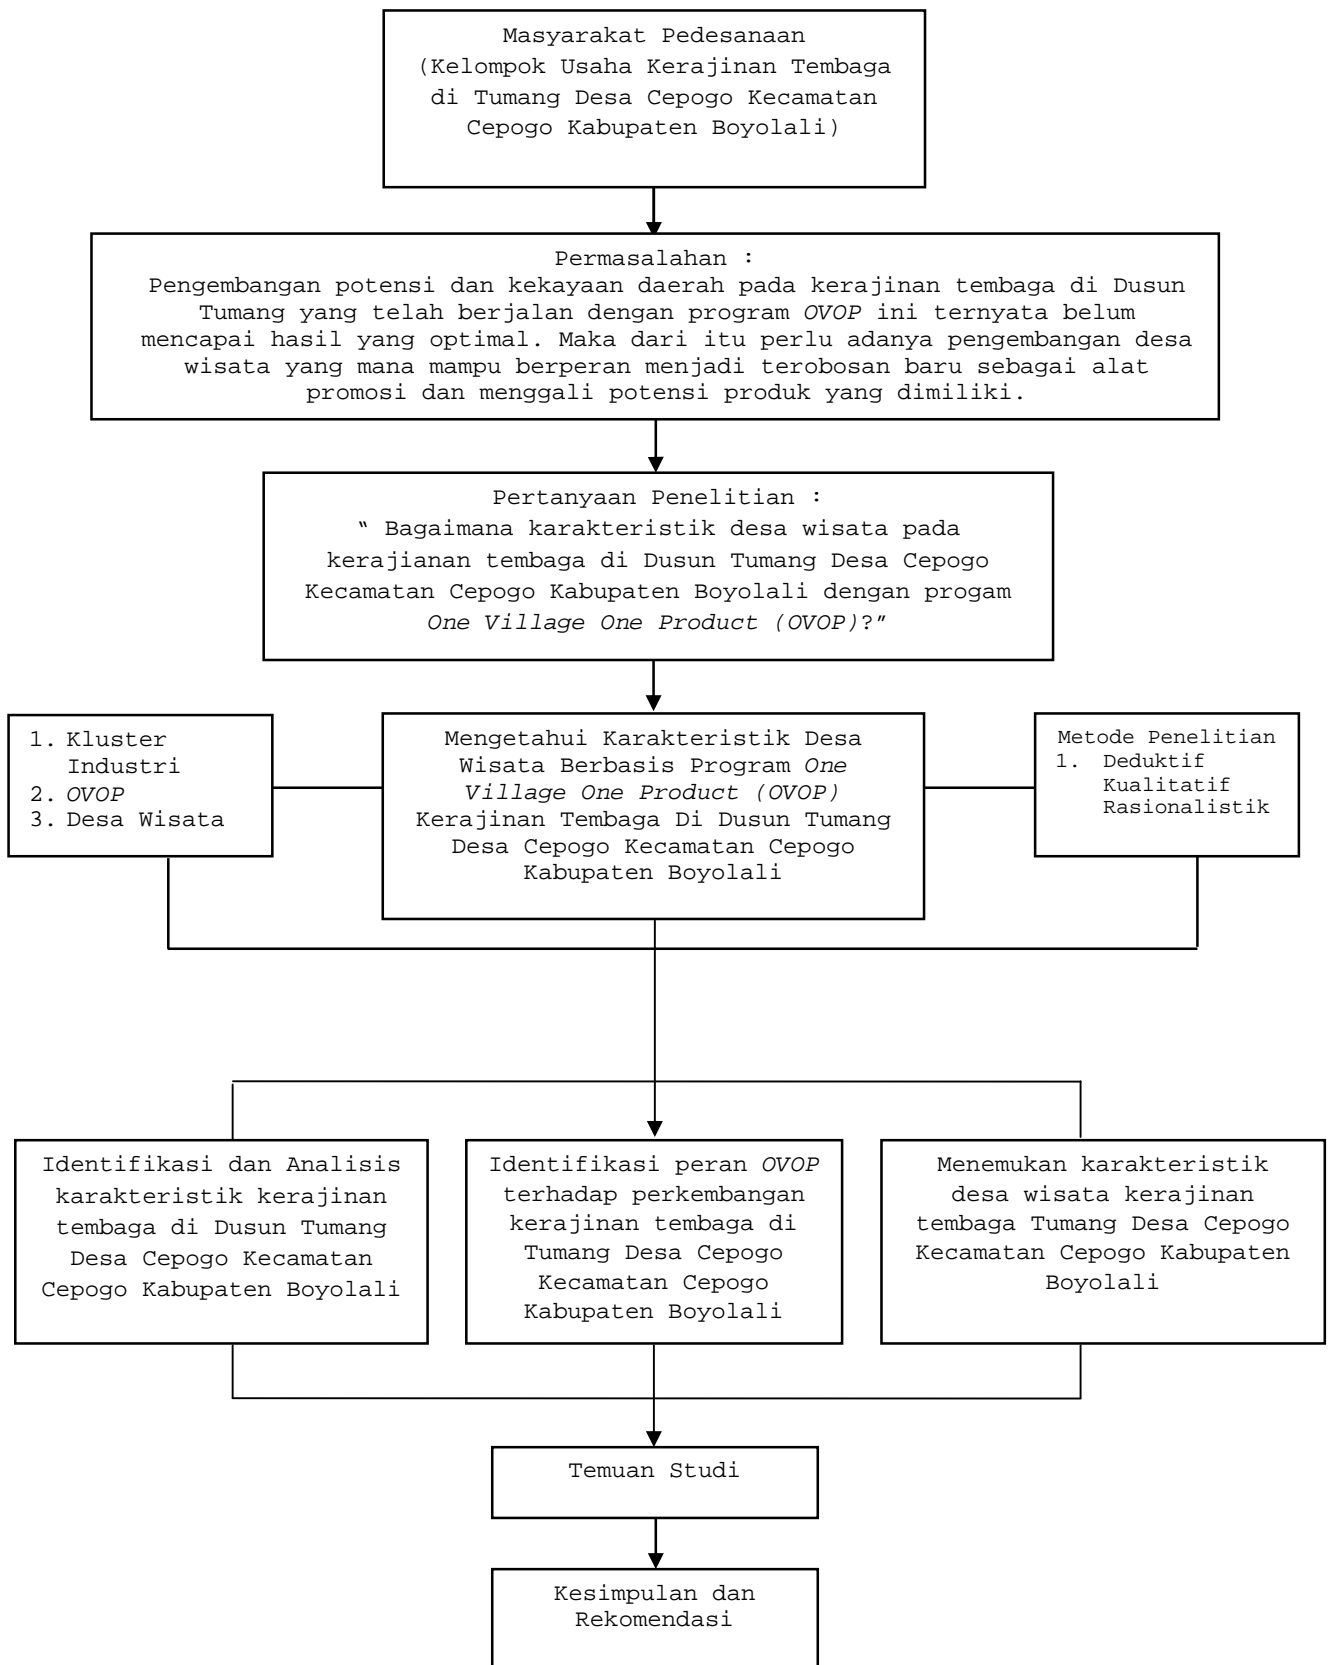 Masyarakat Pedesanaan
(Kelompok Usaha Kerajinan Tembaga
di Tumang Desa Cepogo Kecamatan
Cepogo Kabupaten Boyolali)
Permasalahan :
Pengembangan potensi dan kekayaan daerah pada kerajinan tembaga di Dusun
Tumang yang telah berjalan dengan program OVOP ini ternyata belum
mencapai hasil yang optimal. Maka dari itu perlu adanya pengembangan desa
wisata yang mana mampu berperan menjadi terobosan baru sebagai alat
promosi dan menggali potensi produk yang dimiliki.
Pertanyaan Penelitian :
“ Bagaimana karakteristik desa wisata pada
kerajianan tembaga di Dusun Tumang Desa Cepogo
Kecamatan Cepogo Kabupaten Boyolali dengan progam
One Village One Product (OVOP)?”
1. Kluster
Industri
2. OVOP
3. Desa Wisata
Mengetahui Karakteristik Desa
Wisata Berbasis Program One
Village One Product (OVOP)
Kerajinan Tembaga Di Dusun Tumang
Desa Cepogo Kecamatan Cepogo
Kabupaten Boyolali
Metode Penelitian
1. Deduktif
Kualitatif
Rasionalistik
Identifikasi dan Analisis
karakteristik kerajinan
tembaga di Dusun Tumang
Desa Cepogo Kecamatan
Cepogo Kabupaten Boyolali
Identifikasi peran OVOP
terhadap perkembangan
kerajinan tembaga di
Tumang Desa Cepogo
Kecamatan Cepogo
Kabupaten Boyolali
Menemukan karakteristik
desa wisata kerajinan
tembaga Tumang Desa Cepogo
Kecamatan Cepogo Kabupaten
Boyolali
Temuan Studi
Kesimpulan dan
Rekomendasi